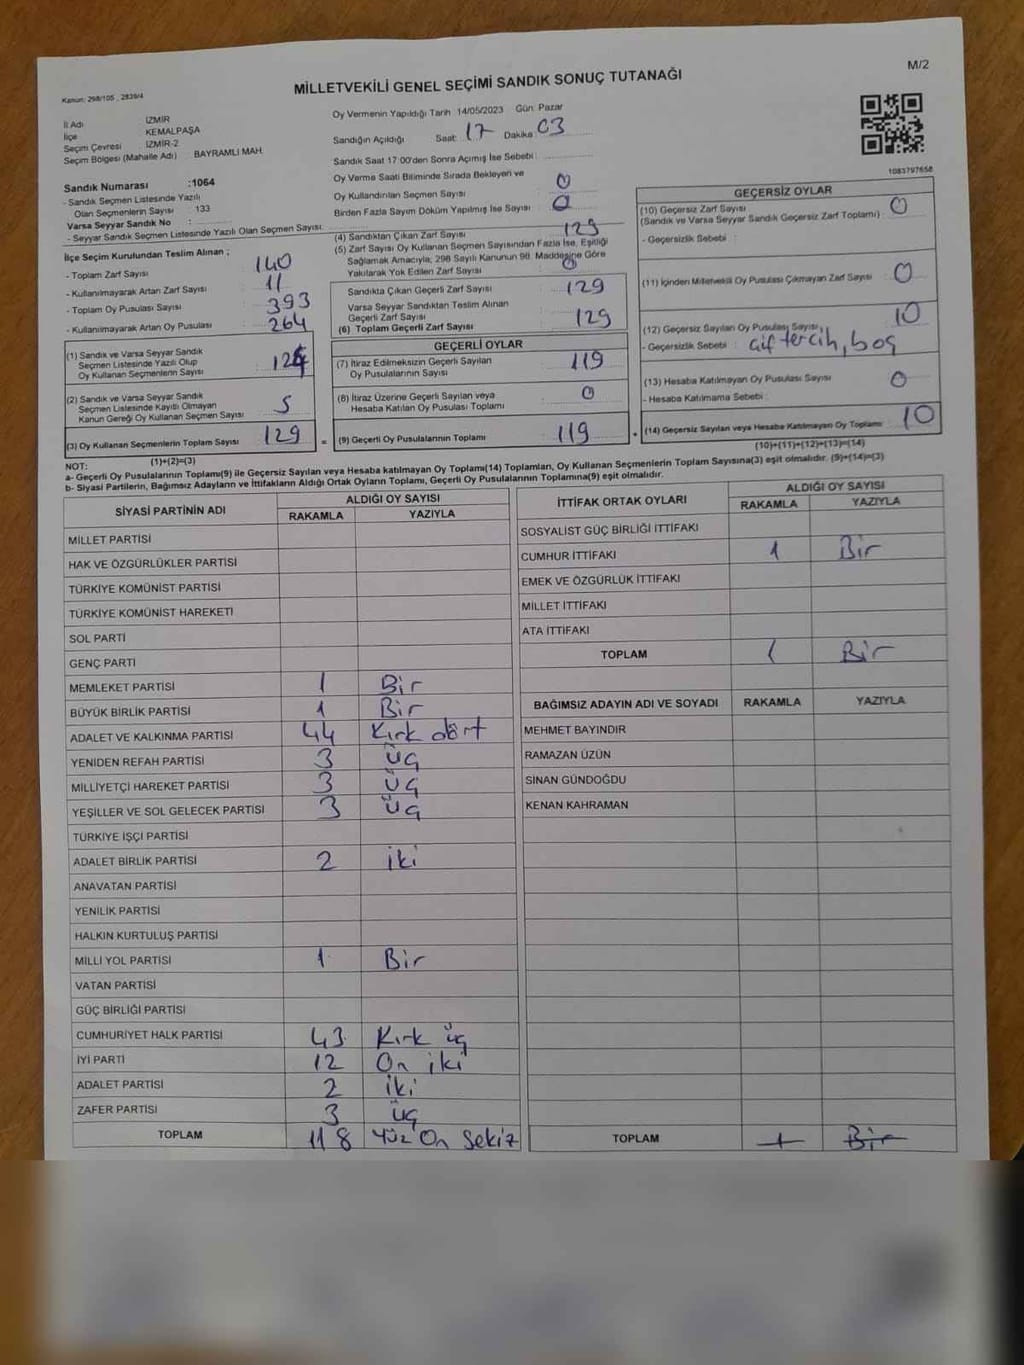 M/2
Kanun: 298/105 , 2839/4
MİLLETVEKİLİ GENEL SEÇİMİ SANDIK SONUÇ TUTANAĞI
İl Adı İZMİR
İlçe KEMALPAŞA
Seçim Çevresi İZMİR-2
Seçim Bölgesi (Mahalle Adı) BAYRAMLI MAH.
Sandık Numarası :1064
- Sandık Seçmen Listesinde Yazılı
Olan Seçmenlerin Sayısı : 133
Varsa Seyyar Sandık No :
- Seyyar Sandık Seçmen Listesinde Yazılı Olan Seçmen Sayısı:
Oy Vermenin Yapıldığı Tarih 14/05/2023 Gün: Pazar
Sandığın Açıldığı Saat: 17 Dakika 03
Sandık Saat 17:00'den Sonra Açılmış İse Sebebi :
Oy Verme Saati Bitiminde Sırada Bekleyen ve
Oy Kullandırılan Seçmen Sayısı 0
Birden Fazla Sayım Döküm Yapılmış İse Sayısı 0
1083797658
İlçe Seçim Kurulundan Teslim Alınan ;
- Toplam Zarf Sayısı 140
- Kullanılmayarak Artan Zarf Sayısı 11
- Toplam Oy Pusulası Sayısı 393
- Kullanılmayarak Artan Oy Pusulası 264
(1) Sandık ve Varsa Seyyar Sandık
Seçmen Listesinde Yazılı Olup
Oy Kullanan Seçmenlerin Sayısı 124
(2) Sandık ve Varsa Seyyar Sandık
Seçmen Listesinde Kayıtlı Olmayan
Kanun Gereği Oy Kullanan Seçmen Sayısı 5
(3) Oy Kullanan Seçmenlerin Toplam Sayısı 129 =
(1)+(2)=(3)
(4) Sandıktan Çıkan Zarf Sayısı 129
(5) Zarf Sayısı Oy Kullanan Seçmen Sayısından Fazla İse, Eşitliği
Sağlamak Amacıyla; 298 Sayılı Kanunun 98. Maddesine Göre
Yakılarak Yok Edilen Zarf Sayısı 0
Sandıkta Çıkan Geçerli Zarf Sayısı 129
Varsa Seyyar Sandıktan Teslim Alınan
Geçerli Zarf Sayısı
(6) Toplam Geçerli Zarf Sayısı 129
GEÇERLİ OYLAR
(7) İtiraz Edilmeksizin Geçerli Sayılan
Oy Pusulalarının Sayısı 119
(8) İtiraz Üzerine Geçerli Sayılan veya
Hesaba Katılan Oy Pusulası Toplamı 0
(9) Geçerli Oy Pusulalarının Toplamı 119 +
GEÇERSİZ OYLAR
(10) Geçersiz Zarf Sayısı
(Sandık ve Varsa Seyyar Sandık Geçersiz Zarf Toplamı) : 0
- Geçersizlik Sebebi :
(11) İçinden Milletvekili Oy Pusulası Çıkmayan Zarf Sayısı 0
(12) Geçersiz Sayılan Oy Pusulası Sayısı, 10
- Geçersizlik Sebebi : Çif tercih, boş
(13) Hesaba Katılmayan Oy Pusulası Sayısı 0
- Hesaba Katılmama Sebebi :
(14) Geçersiz Sayılan veya Hesaba Katılmayan Oy Toplamı 10
(10)+(11)+(12)+(13)=(14)
NOT:
a- Geçerli Oy Pusulalarının Toplamı(9) ile Geçersiz Sayılan veya Hesaba katılmayan Oy Toplamı(14) Toplamları, Oy Kullanan Seçmenlerin Toplam Sayısına(3) eşit olmalıdır. (9)+(14)=(3)
b- Siyasi Partilerin, Bağımsız Adayların ve İttifakların Aldığı Ortak Oyların Toplamı, Geçerli Oy Pusulalarının Toplamına(9) eşit olmalıdır.
SİYASİ PARTİNİN ADI ALDIĞI OY SAYISI
RAKAMLA YAZIYLA
MİLLET PARTİSİ
HAK VE ÖZGÜRLÜKLER PARTİSİ
TÜRKİYE KOMÜNİST PARTİSİ
TÜRKİYE KOMÜNİST HAREKETİ
SOL PARTİ
GENÇ PARTİ
MEMLEKET PARTİSİ 1 Bir
BÜYÜK BİRLİK PARTİSİ 1 Bir
ADALET VE KALKINMA PARTİSİ 44 Kırk dört
YENİDEN REFAH PARTİSİ 3 üç
MİLLİYETÇİ HAREKET PARTİSİ 3 üç
YEŞİLLER VE SOL GELECEK PARTİSİ 3 üç
TÜRKİYE İŞÇİ PARTİSİ
ADALET BİRLİK PARTİSİ 2 iki
ANAVATAN PARTİSİ
YENİLİK PARTİSİ
HALKIN KURTULUŞ PARTİSİ
MİLLİ YOL PARTİSİ 1 Bir
VATAN PARTİSİ
GÜÇ BİRLİĞİ PARTİSİ
CUMHURİYET HALK PARTİSİ 43 Kırk üç
İYİ PARTİ 12 On iki
ADALET PARTİSİ 2 iki
ZAFER PARTİSİ 3 üç
TOPLAM 118 Yüz On Sekiz
İTTİFAK ORTAK OYLARI ALDIĞI OY SAYISI
RAKAMLA YAZIYLA
SOSYALİST GÜÇ BİRLİĞİ İTTİFAKI
CUMHUR İTTİFAKI 1 Bir
EMEK VE ÖZGÜRLÜK İTTİFAKI
MİLLET İTTİFAKI
ATA İTTİFAKI
TOPLAM 1 Bir
BAĞIMSIZ ADAYIN ADI VE SOYADI RAKAMLA YAZIYLA
MEHMET BAYINDIR
RAMAZAN ÜZÜN
SİNAN GÜNDOĞDU
KENAN KAHRAMAN
TOPLAM 1 Bir